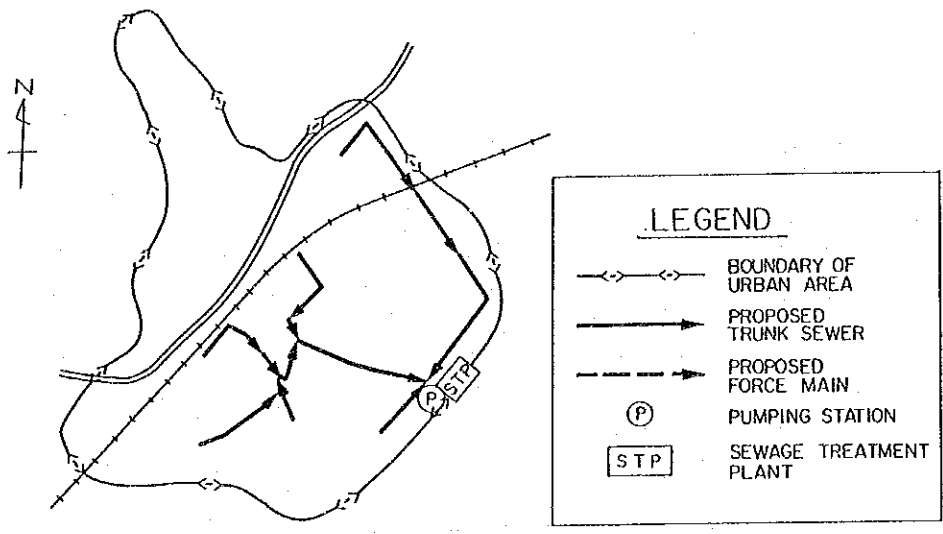 N
P
STP
LEGEND
BOUNDARY OF
URBAN AREA
PROPOSED
TRUNK SEWER
PROPOSED
FORCE MAIN
P
PUMPING STATION
STP
SEWAGE TREATMENT
PLANT